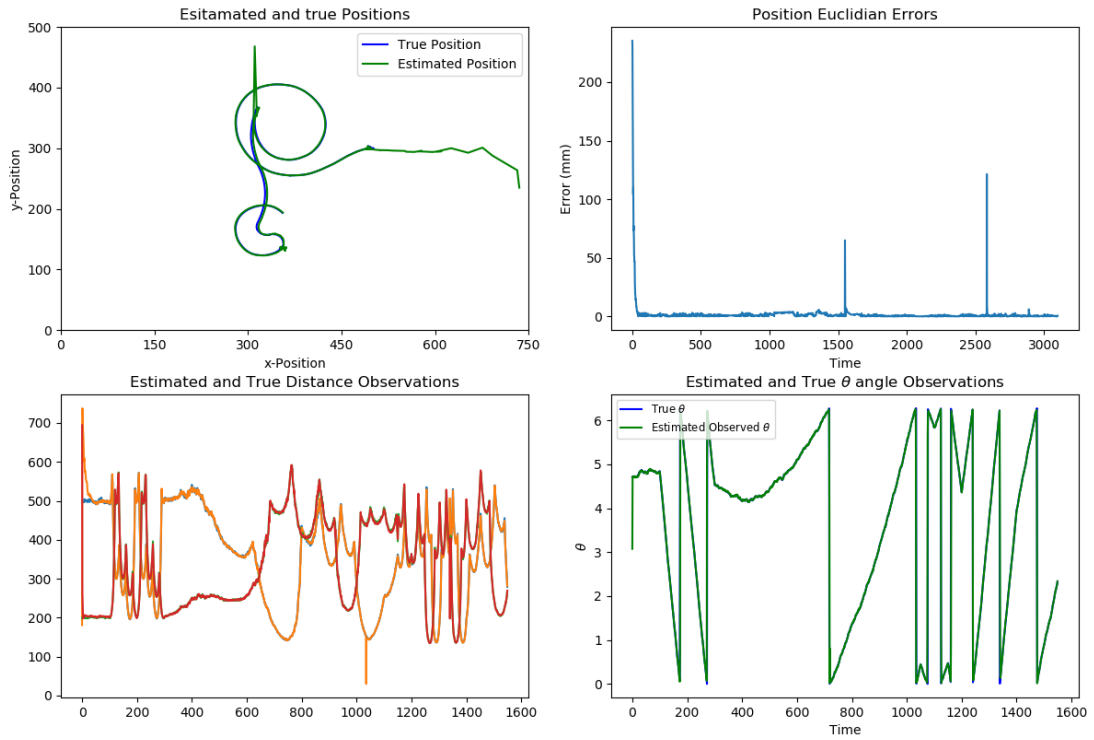 Esitamated and true Positions
True Position
Estimated Position
500
400
300
200
100
0
0 150 300 450 600 750
y-Position
x-Position
Position Euclidian Errors
200
150
100
50
0
0 500 1000 1500 2000 2500 3000
Error (mm)
Time
Estimated and True Distance Observations
700
600
500
400
300
200
100
0
0 200 400 600 800 1000 1200 1400 1600
Estimated and True θ angle Observations
True θ
Estimated Observed θ
6
5
4
3
2
1
0
0 200 400 600 800 1000 1200 1400 1600
θ
Time